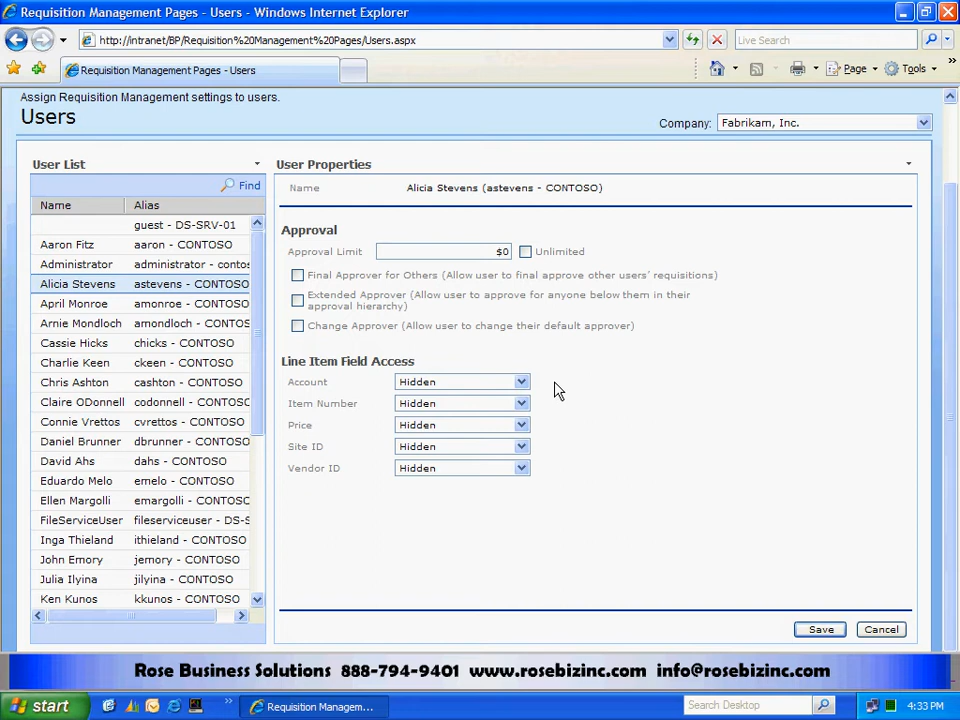 Requisition Management Pages - Users - Windows Internet Explorer
http://intranet/BP/Requisition%20Management%20Pages/Users.aspx
Live Search
Requisition Management Pages - Users
Page
Tools
Assign Requisition Management settings to users.
Users
Company: Fabrikam, Inc.
User List
Find
Name Alias
guest - DS-SRV-01
Aaron Fitz aaron - CONTOSO
Administrator administrator - contos
Alicia Stevens astevens - CONTOSO
April Monroe amonroe - CONTOSO
Arnie Mondloch amondloch - CONTOS
Cassie Hicks chicks - CONTOSO
Charlie Keen ckeen - CONTOSO
Chris Ashton cashton - CONTOSO
Claire ODonnell codonnell - CONTOS
Connie Vrettos cvrettos - CONTOSO
Daniel Brunner dbrunner - CONTOSO
David Ahs dahs - CONTOSO
Eduardo Melo emelo - CONTOSO
Ellen Margolli emargolli - CONTOSO
FileServiceUser fileserviceuser - DS-S
Inga Thieland ithieland - CONTOSO
John Emory jemory - CONTOSO
Julia Ilyina jilyina - CONTOSO
Ken Kunos kkunos - CONTOSO
User Properties
Name Alicia Stevens (astevens - CONTOSO)
Approval
Approval Limit $0 Unlimited
Final Approver for Others (Allow user to final approve other users' requisitions)
Extended Approver (Allow user to approve for anyone below them in their
approval hierarchy)
Change Approver (Allow user to change their default approver)
Line Item Field Access
Account Hidden
Item Number Hidden
Price Hidden
Site ID Hidden
Vendor ID Hidden
Save Cancel
Rose Business Solutions 888-794-9401 www.rosebizinc.com info@rosebizinc.com
start
Requisition Managem...
Search Desktop
4:33 PM